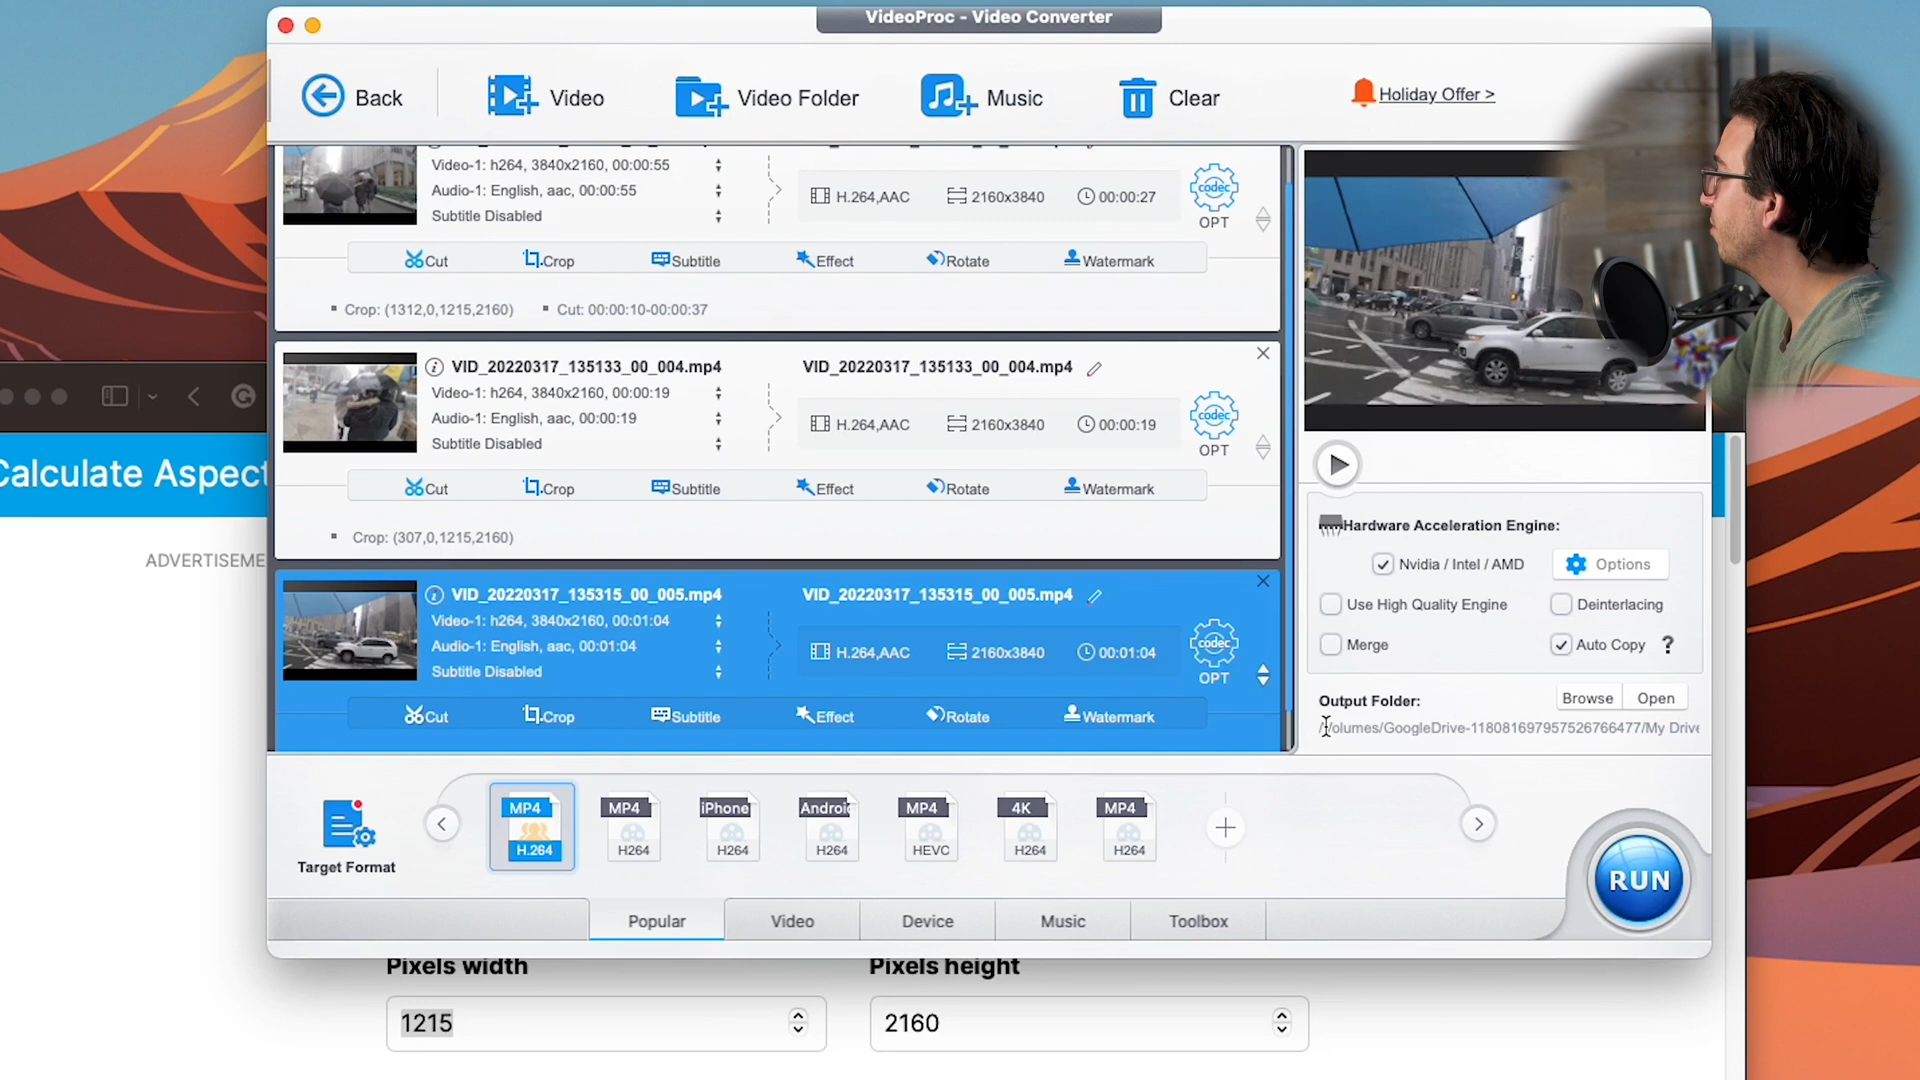 VideoProc - Video Converter
Back
Video
Video Folder
Music
Clear
Holiday Offer >
Video-1: h264, 3840x2160, 00:00:55
Audio-1: English, aac, 00:00:55
Subtitle Disabled
H.264,AAC
2160x3840
00:00:27
codec
OPT
Cut
Crop
Subtitle
Effect
Rotate
Watermark
Crop: (1312,0,1215,2160)
Cut: 00:00:10-00:00:37
VID_20220317_135133_00_004.mp4
VID_20220317_135133_00_004.mp4
Video-1: h264, 3840x2160, 00:00:19
Audio-1: English, aac, 00:00:19
Subtitle Disabled
H.264,AAC
2160x3840
00:00:19
codec
OPT
Cut
Crop
Subtitle
Effect
Rotate
Watermark
Crop: (307,0,1215,2160)
VID_20220317_135315_00_005.mp4
VID_20220317_135315_00_005.mp4
Video-1: h264, 3840x2160, 00:01:04
Audio-1: English, aac, 00:01:04
Subtitle Disabled
H.264,AAC
2160x3840
00:01:04
codec
OPT
Cut
Crop
Subtitle
Effect
Rotate
Watermark
Hardware Acceleration Engine:
Nvidia / Intel / AMD
Options
Use High Quality Engine
Deinterlacing
Merge
Auto Copy ?
Output Folder:
Browse
Open
/Volumes/GoogleDrive-118081697957526766477/My Drive
Target Format
MP4
H.264
MP4
H264
iPhone
H264
Android
H264
MP4
HEVC
4K
H264
MP4
H264
RUN
Popular
Video
Device
Music
Toolbox
Calculate Aspect
ADVERTISEME
Pixels width
Pixels height
1215
2160